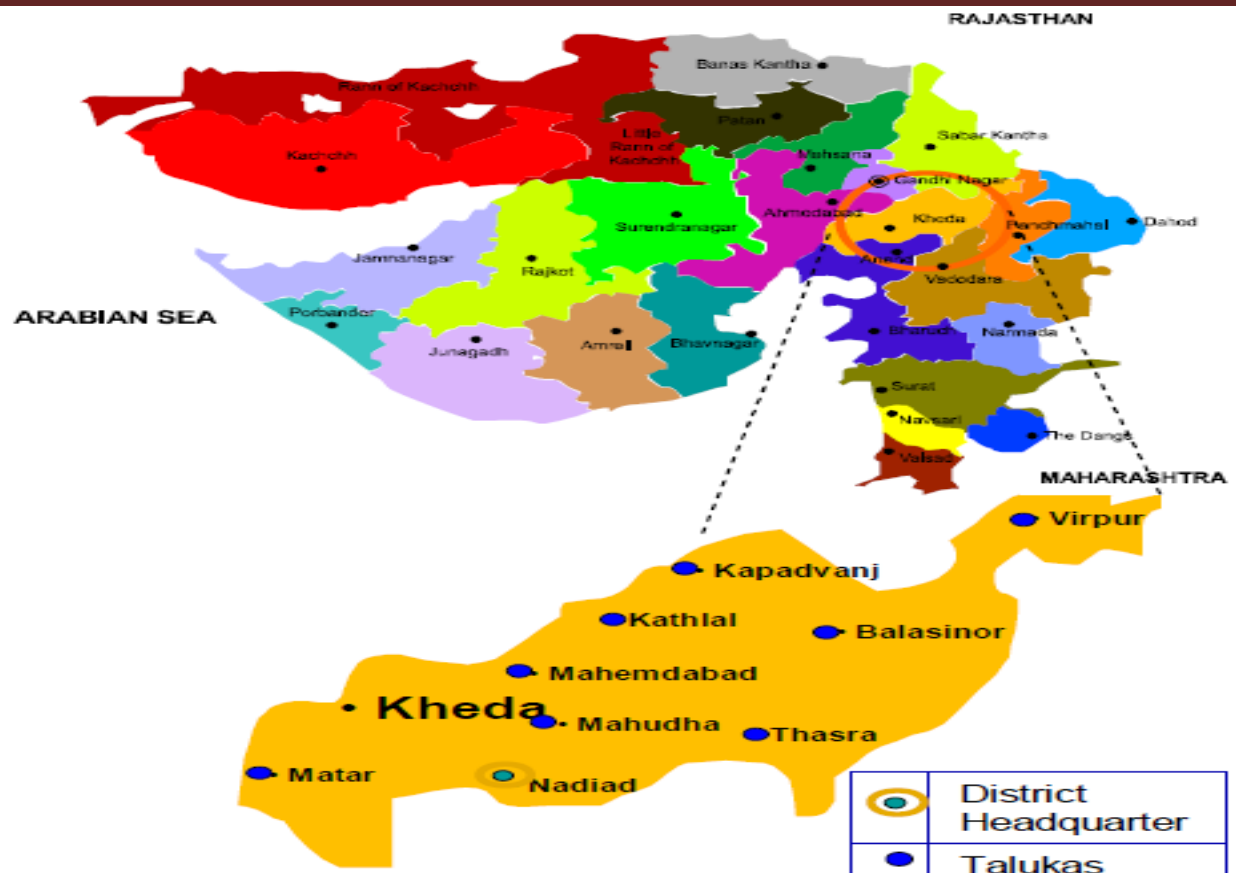 RAJASTHAN
Banas Kantha
Rann of Kachchh
Patan
Little
Rann of
Kachchh
Sabar Kantha
Mahsana
Kachchh
Gandhi Nagar
Ahmedabad
Kheda
Panchmahal
Dahod
Surendranagar
Anand
Jamnanagar
Rajkot
Vadodara
Porbandar
ARABIAN SEA
Junagadh
Amreli
Bhavnagar
Bharuch
Narmada
Surat
Navsari
The Dangs
Valsad
MAHARASHTRA
Virpur
Kapadvanj
Kathlal
Balasinor
Mahemdabad
Kheda
Mahudha
Thasra
Matar
Nadiad
District
Headquarter
Talukas